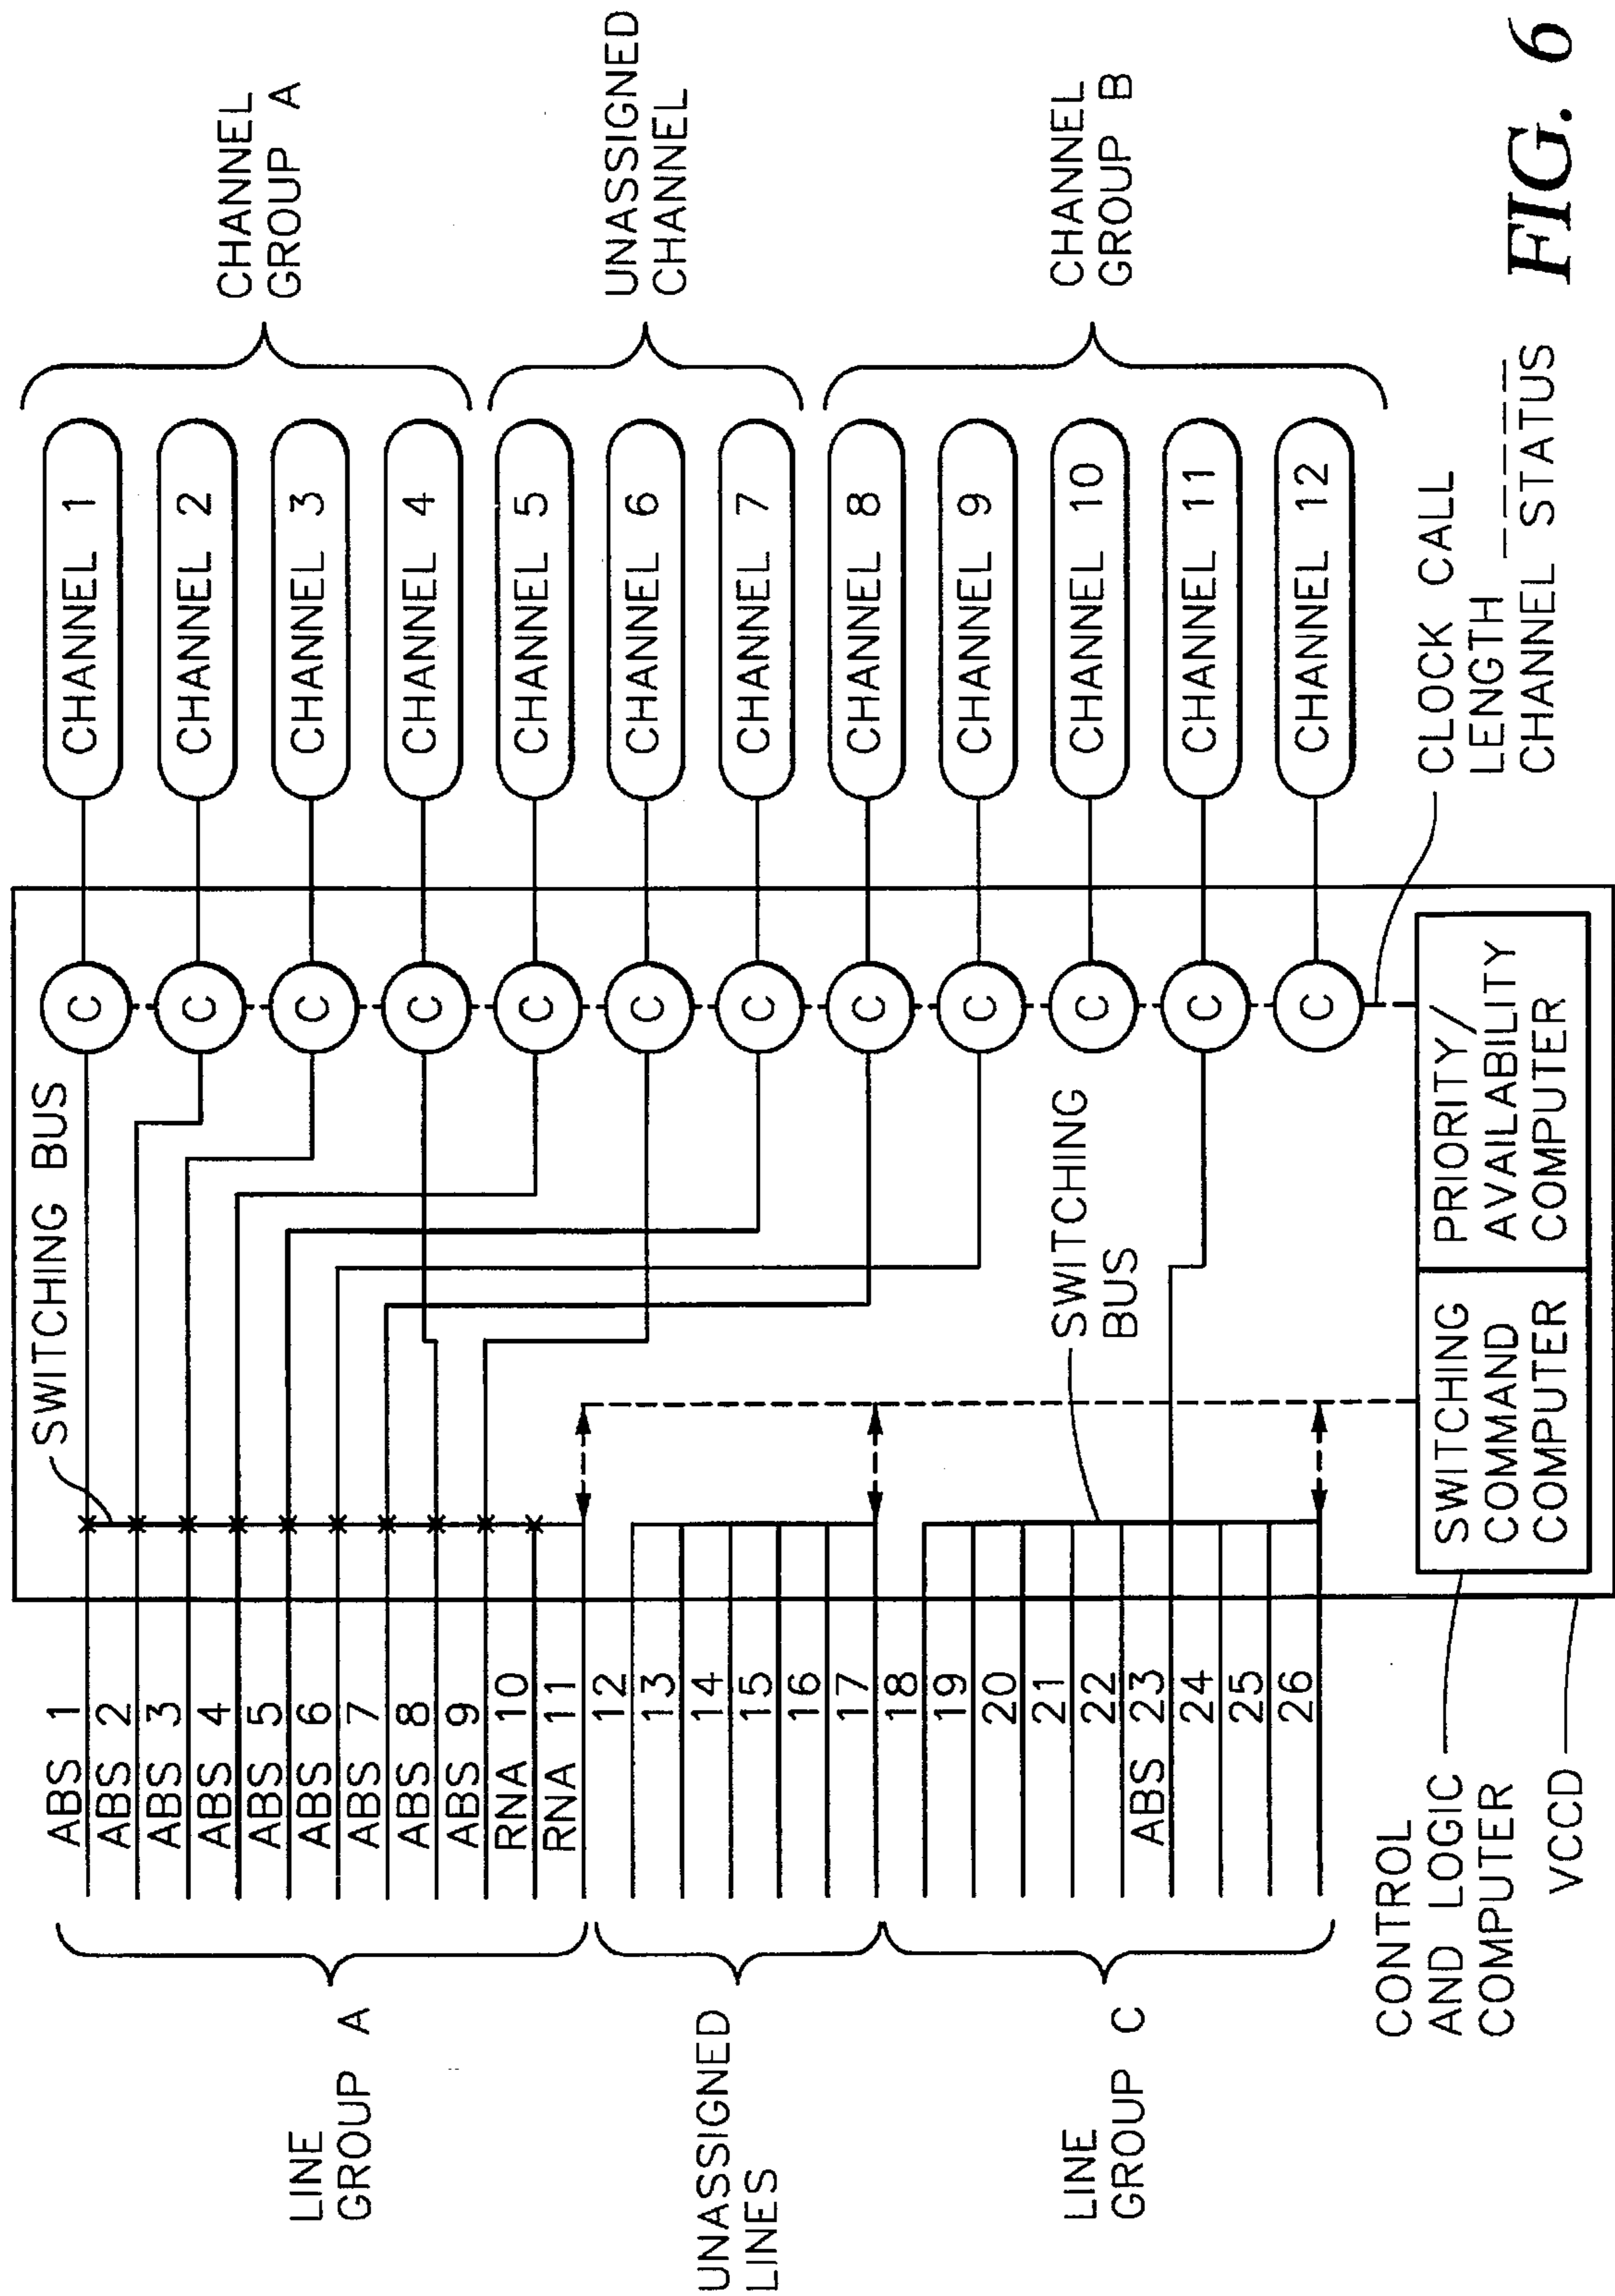 LINE
GROUP A
UNASSIGNED
LINES
LINE
GROUP C
ABS 1
ABS 2
ABS 3
ABS 4
ABS 5
ABS 6
ABS 7
ABS 8
ABS 9
RNA 10
RNA 11
12
13
14
15
16
17
18
19
20
21
22
ABS 23
24
25
26
CONTROL
AND LOGIC
COMPUTER
VCCD
SWITCHING BUS
SWITCHING
BUS
SWITCHING
COMMAND
COMPUTER
PRIORITY/
AVAILABILITY
COMPUTER
C
C
C
C
C
C
C
C
C
C
C
C
CHANNEL 1
CHANNEL 2
CHANNEL 3
CHANNEL 4
CHANNEL 5
CHANNEL 6
CHANNEL 7
CHANNEL 8
CHANNEL 9
CHANNEL 10
CHANNEL 11
CHANNEL 12
CLOCK CALL
LENGTH
CHANNEL STATUS
CHANNEL
GROUP A
UNASSIGNED
CHANNEL
CHANNEL
GROUP B
FIG. 6